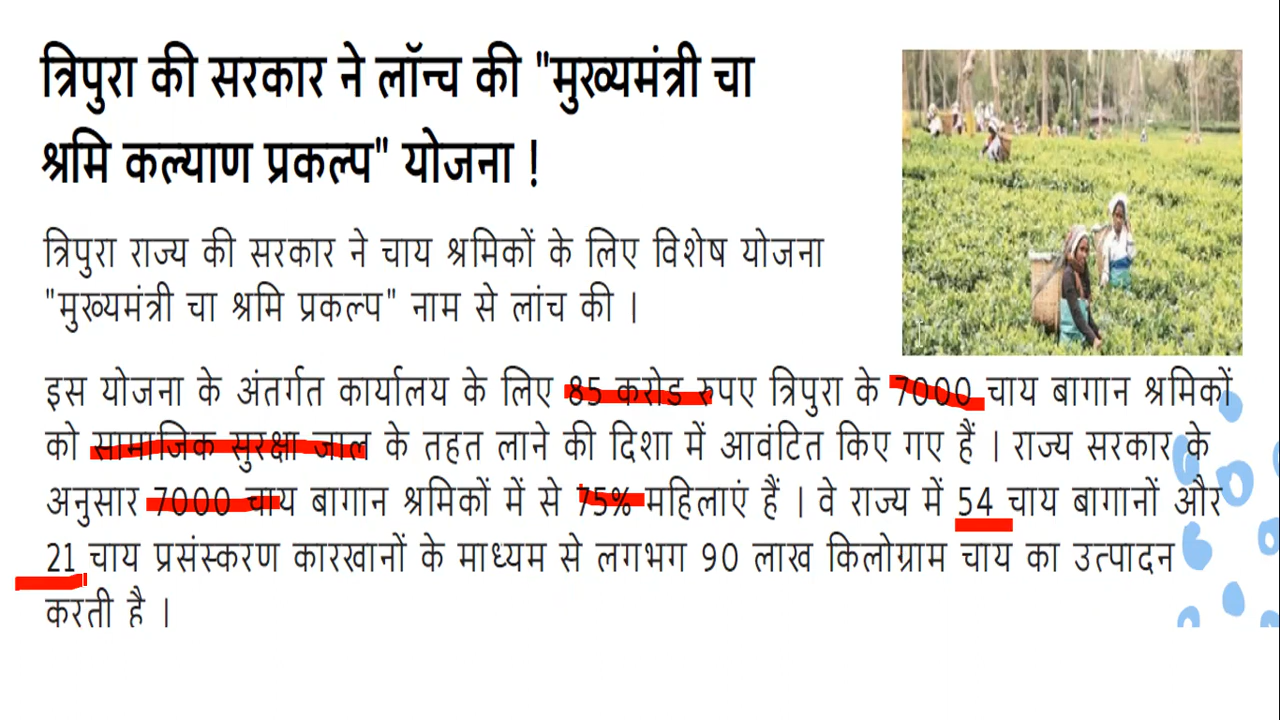 त्रिपुरा की सरकार ने लॉन्च की "मुख्यमंत्री चा
श्रमि कल्याण प्रकल्प" योजना !
त्रिपुरा राज्य की सरकार ने चाय श्रमिकों के लिए विशेष योजना
"मुख्यमंत्री चा श्रमि प्रकल्प" नाम से लांच की ।
इस योजना के अंतर्गत कार्यालय के लिए 85 करोड रुपए त्रिपुरा के 7000 चाय बागान श्रमिकों
को सामाजिक सुरक्षा जाल के तहत लाने की दिशा में आवंटित किए गए हैं । राज्य सरकार के
अनुसार 7000 चाय बागान श्रमिकों में से 75% महिलाएं हैं । वे राज्य में 54 चाय बागानों और
21 चाय प्रसंस्करण कारखानों के माध्यम से लगभग 90 लाख किलोग्राम चाय का उत्पादन
करती है ।